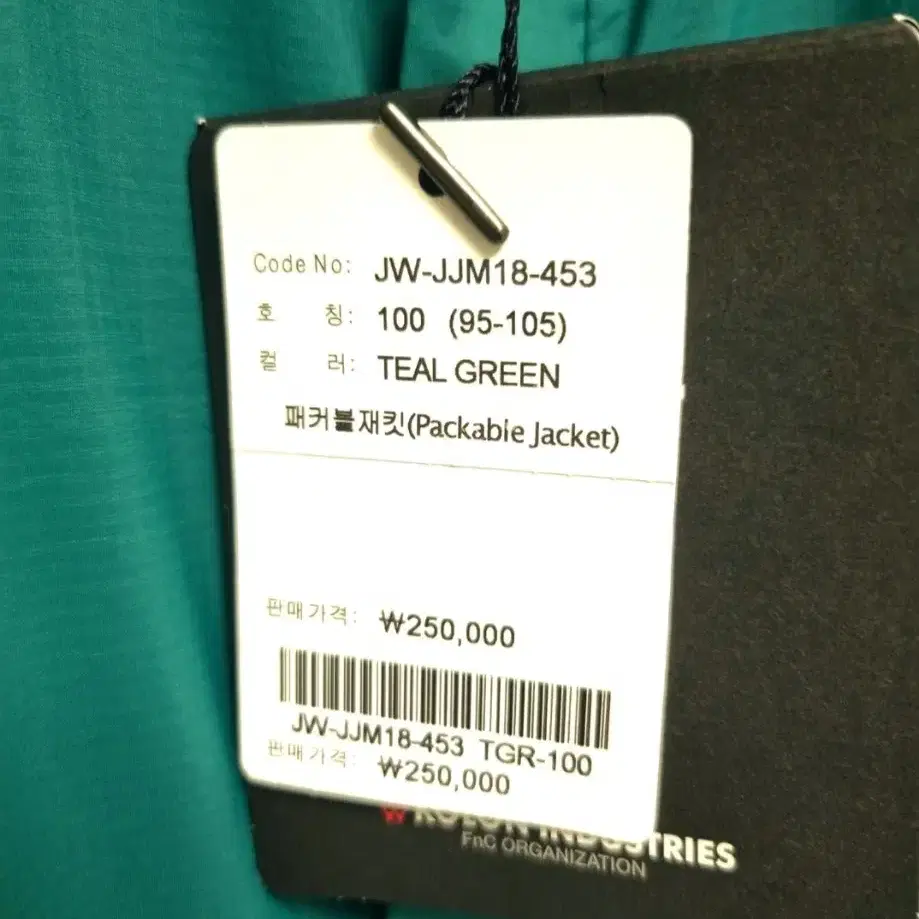 Code No: JW-JJM18-453
호 칭: 100 (95-105)
컬 러: TEAL GREEN
패커블재킷(Packable Jacket)
판매가격: ₩250,000
JW-JJM18-453 TGR-100
판매가격: ₩250,000
KOLON INDUSTRIES
FnC ORGANIZATION